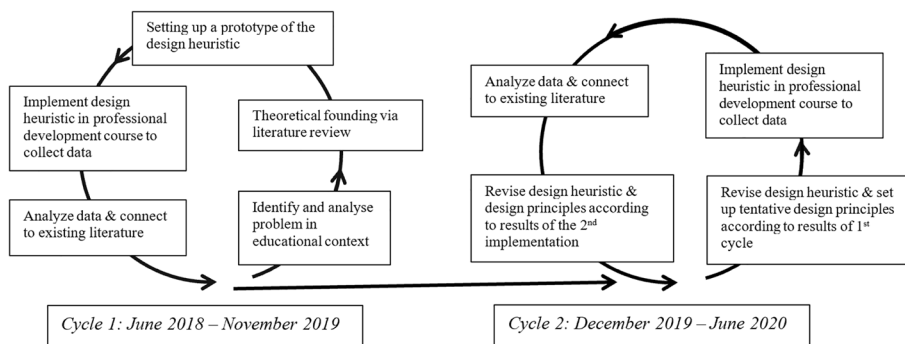 Setting up a prototype of the
design heuristic
Implement design
heuristic in professional
development course to
collect data
Theoretical founding via
literature review
Analyze data & connect
to existing literature
Identify and analyse
problem in
educational context
Cycle 1: June 2018 – November 2019
Analyze data & connect
to existing literature
Implement design
heuristic in professional
development course to
collect data
Revise design heuristic &
design principles according
to results of the 2nd
implementation
Revise design heuristic & set
up tentative design principles
according to results of 1st
cycle
Cycle 2: December 2019 – June 2020